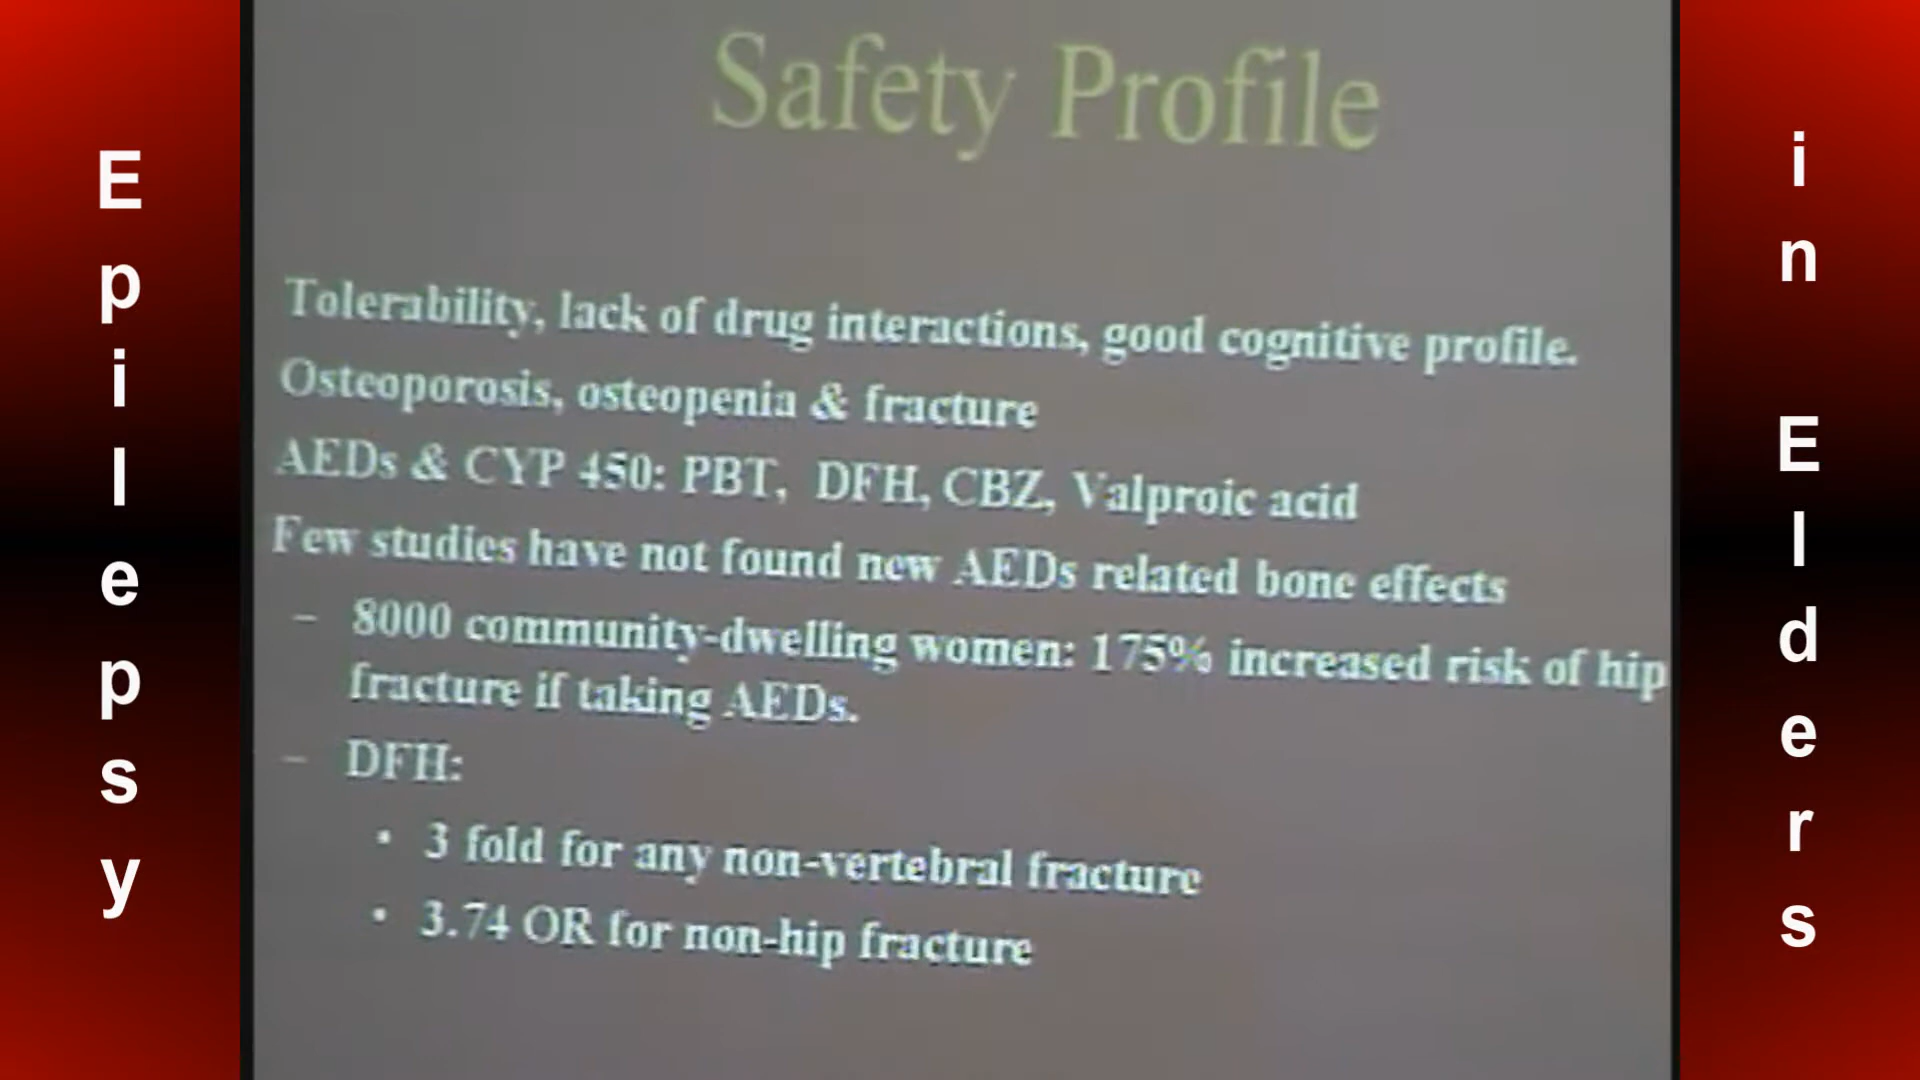 Epilepsy
in Elders
Safety Profile
Tolerability, lack of drug interactions, good cognitive profile.
Osteoporosis, osteopenia & fracture
AEDs & CYP 450: PBT, DFH, CBZ, Valproic acid
Few studies have not found new AEDs related bone effects
– 8000 community-dwelling women: 175% increased risk of hip
fracture if taking AEDs.
– DFH:
• 3 fold for any non-vertebral fracture
• 3.74 OR for non-hip fracture